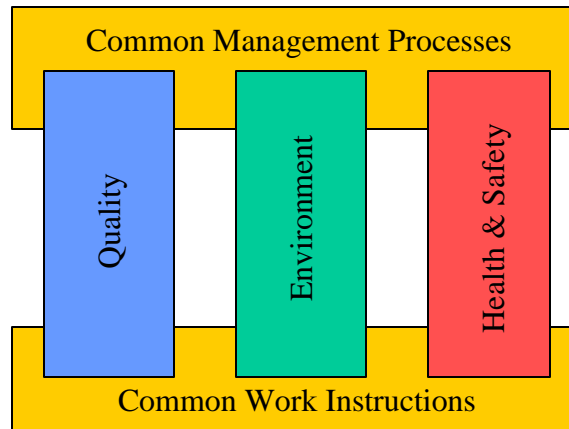 Common Management Processes
Quality
Environment
Health & Safety
Common Work Instructions